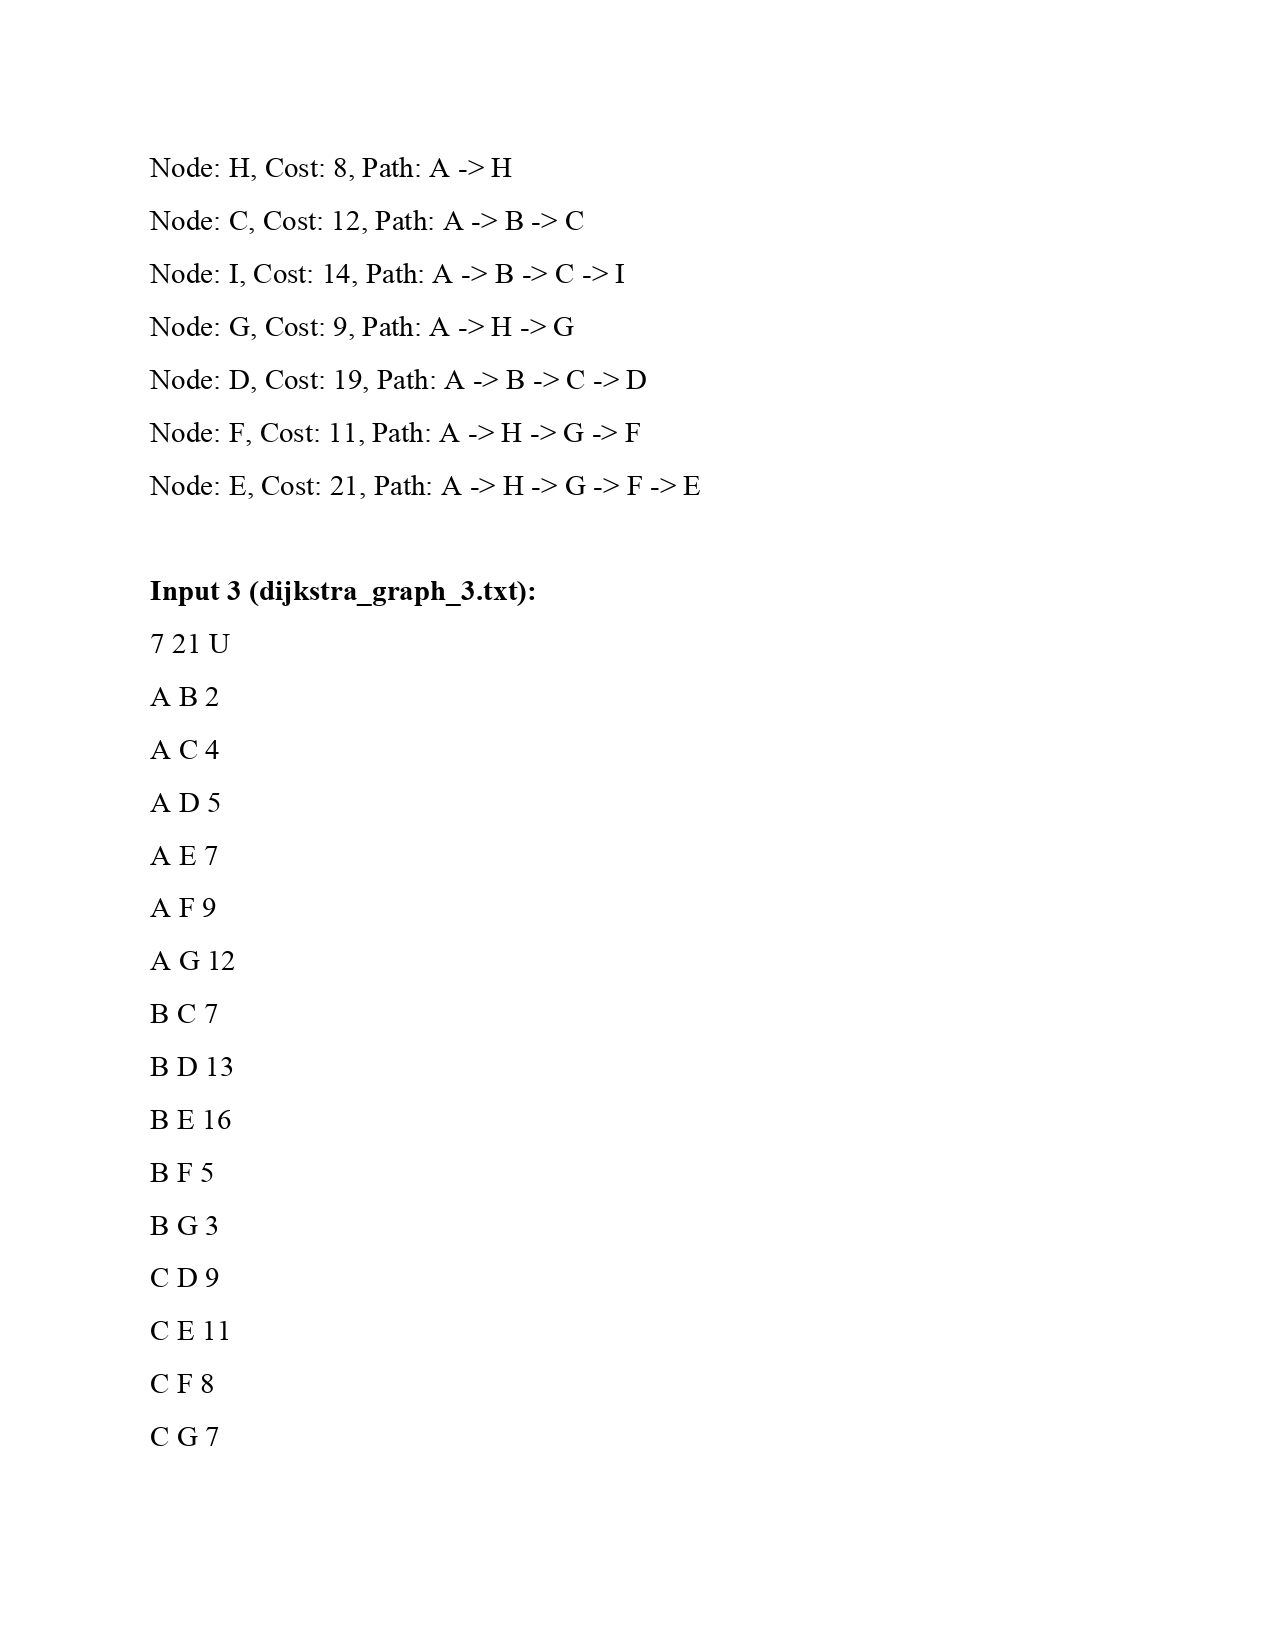 Node: H, Cost: 8, Path: A -> H
Node: C, Cost: 12, Path: A -> B -> C
Node: I, Cost: 14, Path: A -> B -> C -> I
Node: G, Cost: 9, Path: A -> H -> G
Node: D, Cost: 19, Path: A -> B -> C -> D
Node: F, Cost: 11, Path: A -> H -> G -> F
Node: E, Cost: 21, Path: A -> H -> G -> F -> E
Input 3 (dijkstra_graph_3.txt):
7 21 U
A B 2
A C 4
A D 5
A E 7
A F 9
A G 12
B C 7
B D 13
B E 16
B F 5
B G 3
C D 9
C E 11
C F 8
C G 7